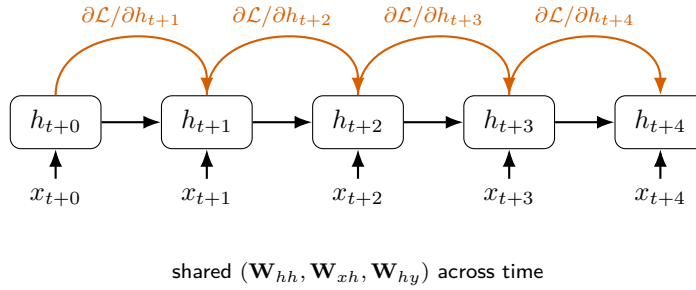 ∂ℒ/∂h_{t+1} ∂ℒ/∂h_{t+2} ∂ℒ/∂h_{t+3} ∂ℒ/∂h_{t+4}
h_{t+0} h_{t+1} h_{t+2} h_{t+3} h_{t+4}
x_{t+0} x_{t+1} x_{t+2} x_{t+3} x_{t+4}
shared (W_{hh}, W_{xh}, W_{hy}) across time